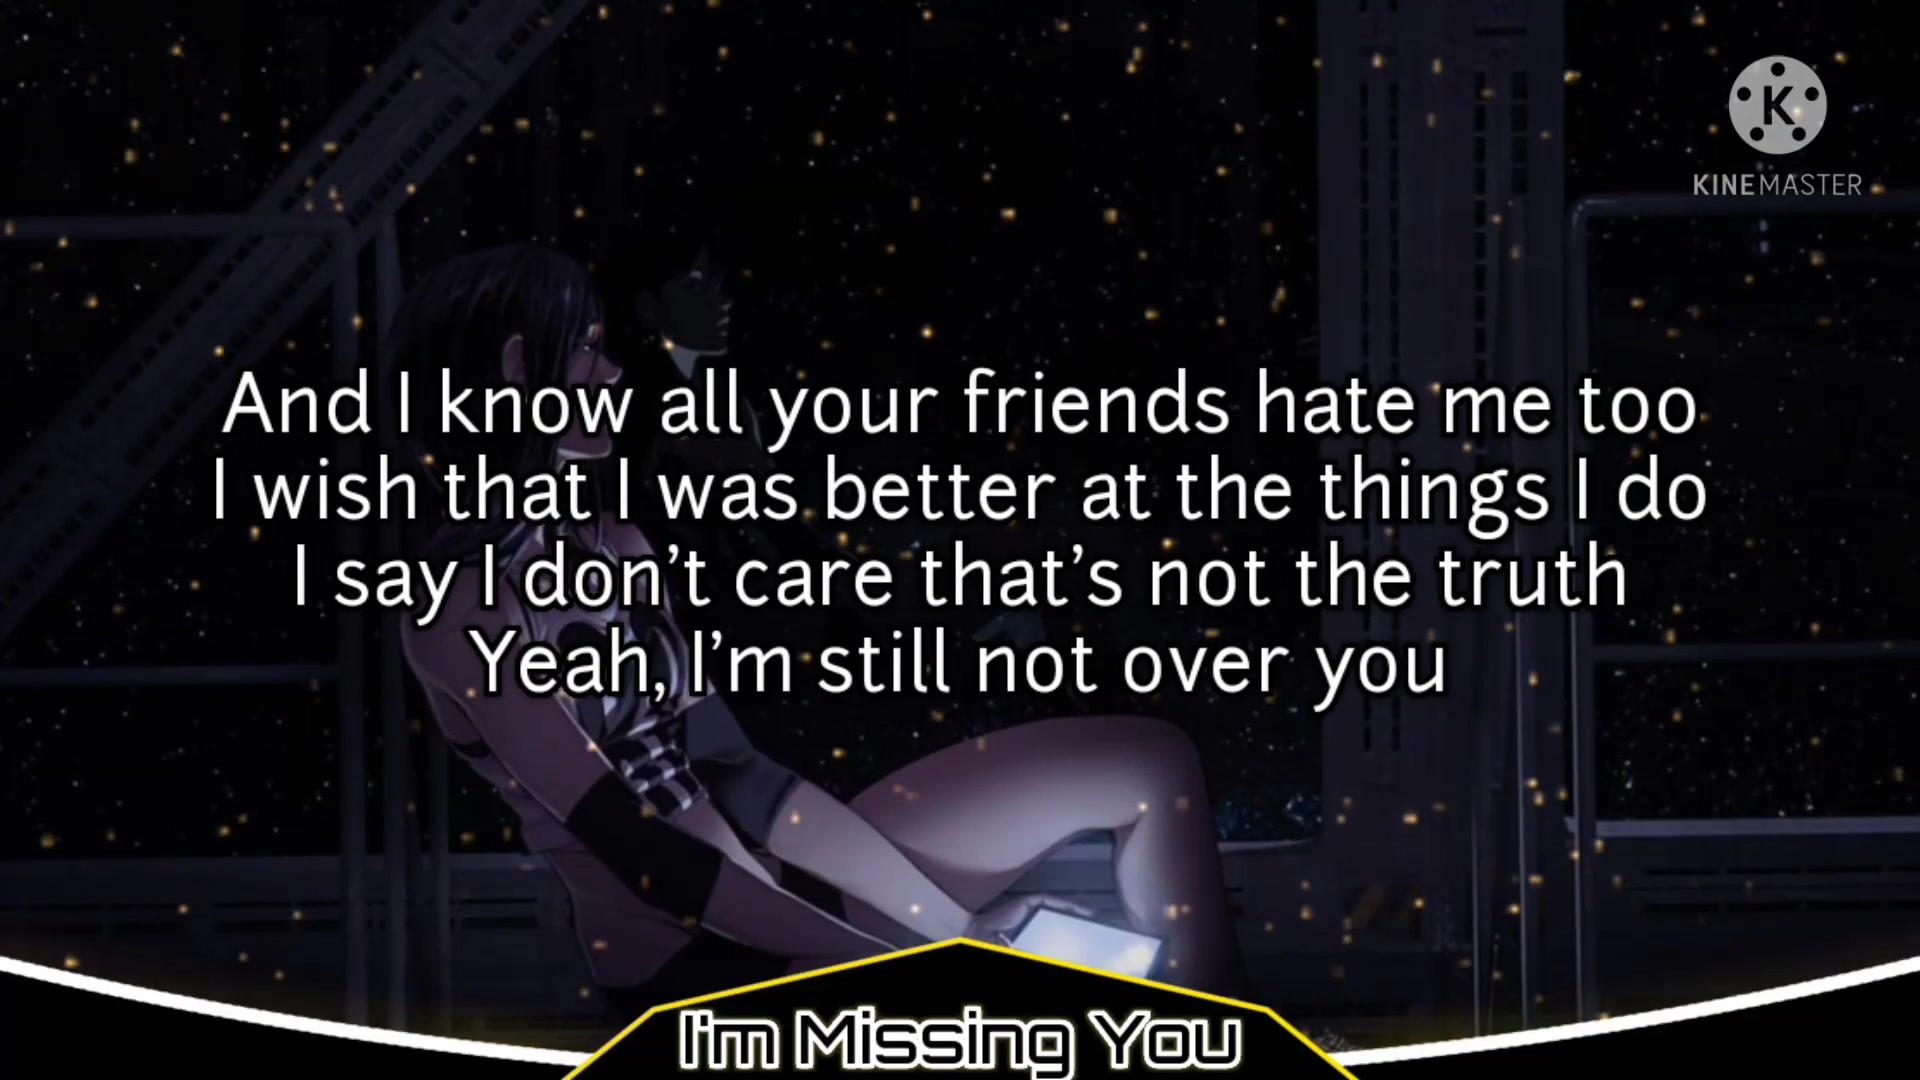 K
KINEMASTER
And I know all your friends hate me too
I wish that I was better at the things I do
I say I don’t care that’s not the truth
Yeah, I’m still not over you
I'm Missing You